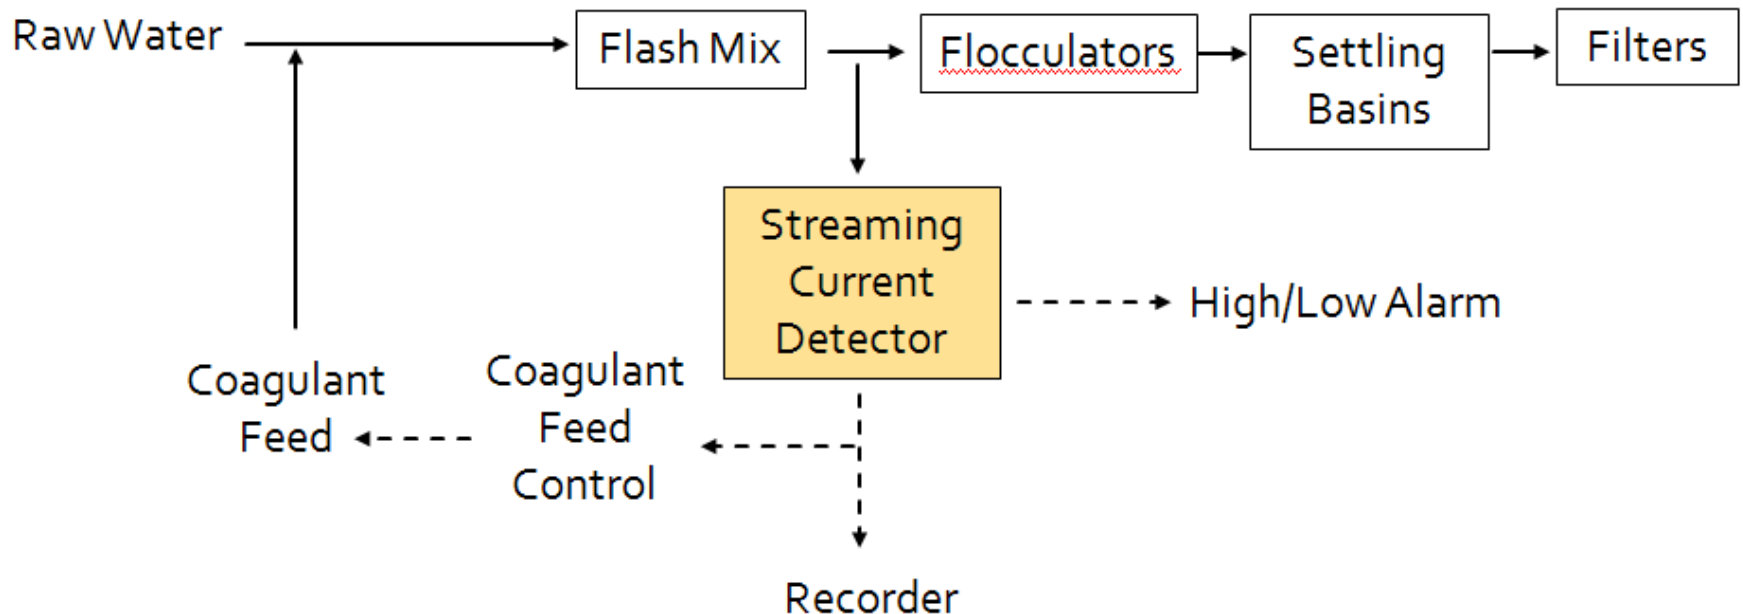 Raw Water
Flash Mix
Flocculators
Settling
Basins
Filters
Streaming
Current
Detector
High/Low Alarm
Coagulant
Feed
Control
Coagulant
Feed
Recorder